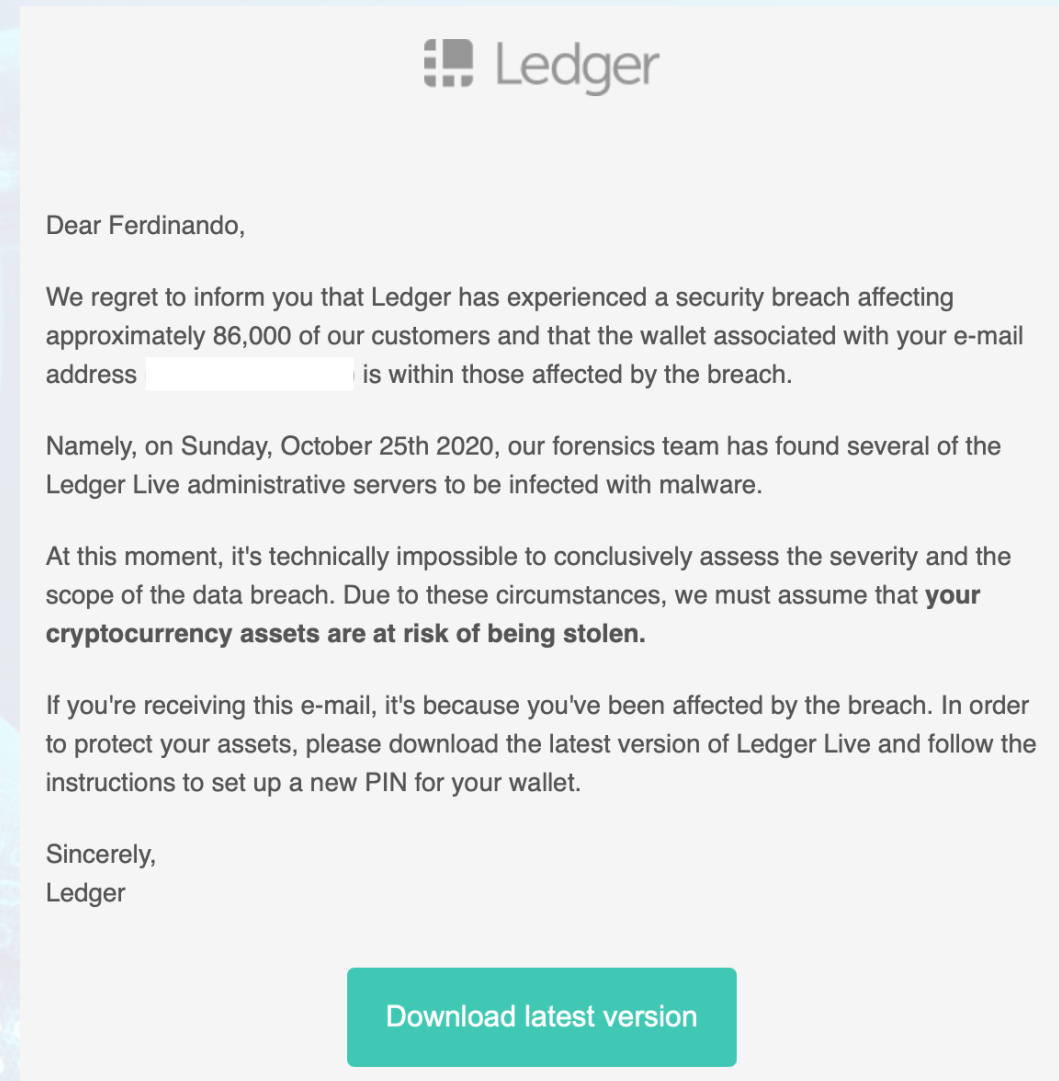 Ledger
Dear Ferdinando,
We regret to inform you that Ledger has experienced a security breach affecting
approximately 86,000 of our customers and that the wallet associated with your e-mail
address is within those affected by the breach.
Namely, on Sunday, October 25th 2020, our forensics team has found several of the
Ledger Live administrative servers to be infected with malware.
At this moment, it's technically impossible to conclusively assess the severity and the
scope of the data breach. Due to these circumstances, we must assume that your
cryptocurrency assets are at risk of being stolen.
If you're receiving this e-mail, it's because you've been affected by the breach. In order
to protect your assets, please download the latest version of Ledger Live and follow the
instructions to set up a new PIN for your wallet.
Sincerely,
Ledger
Download latest version